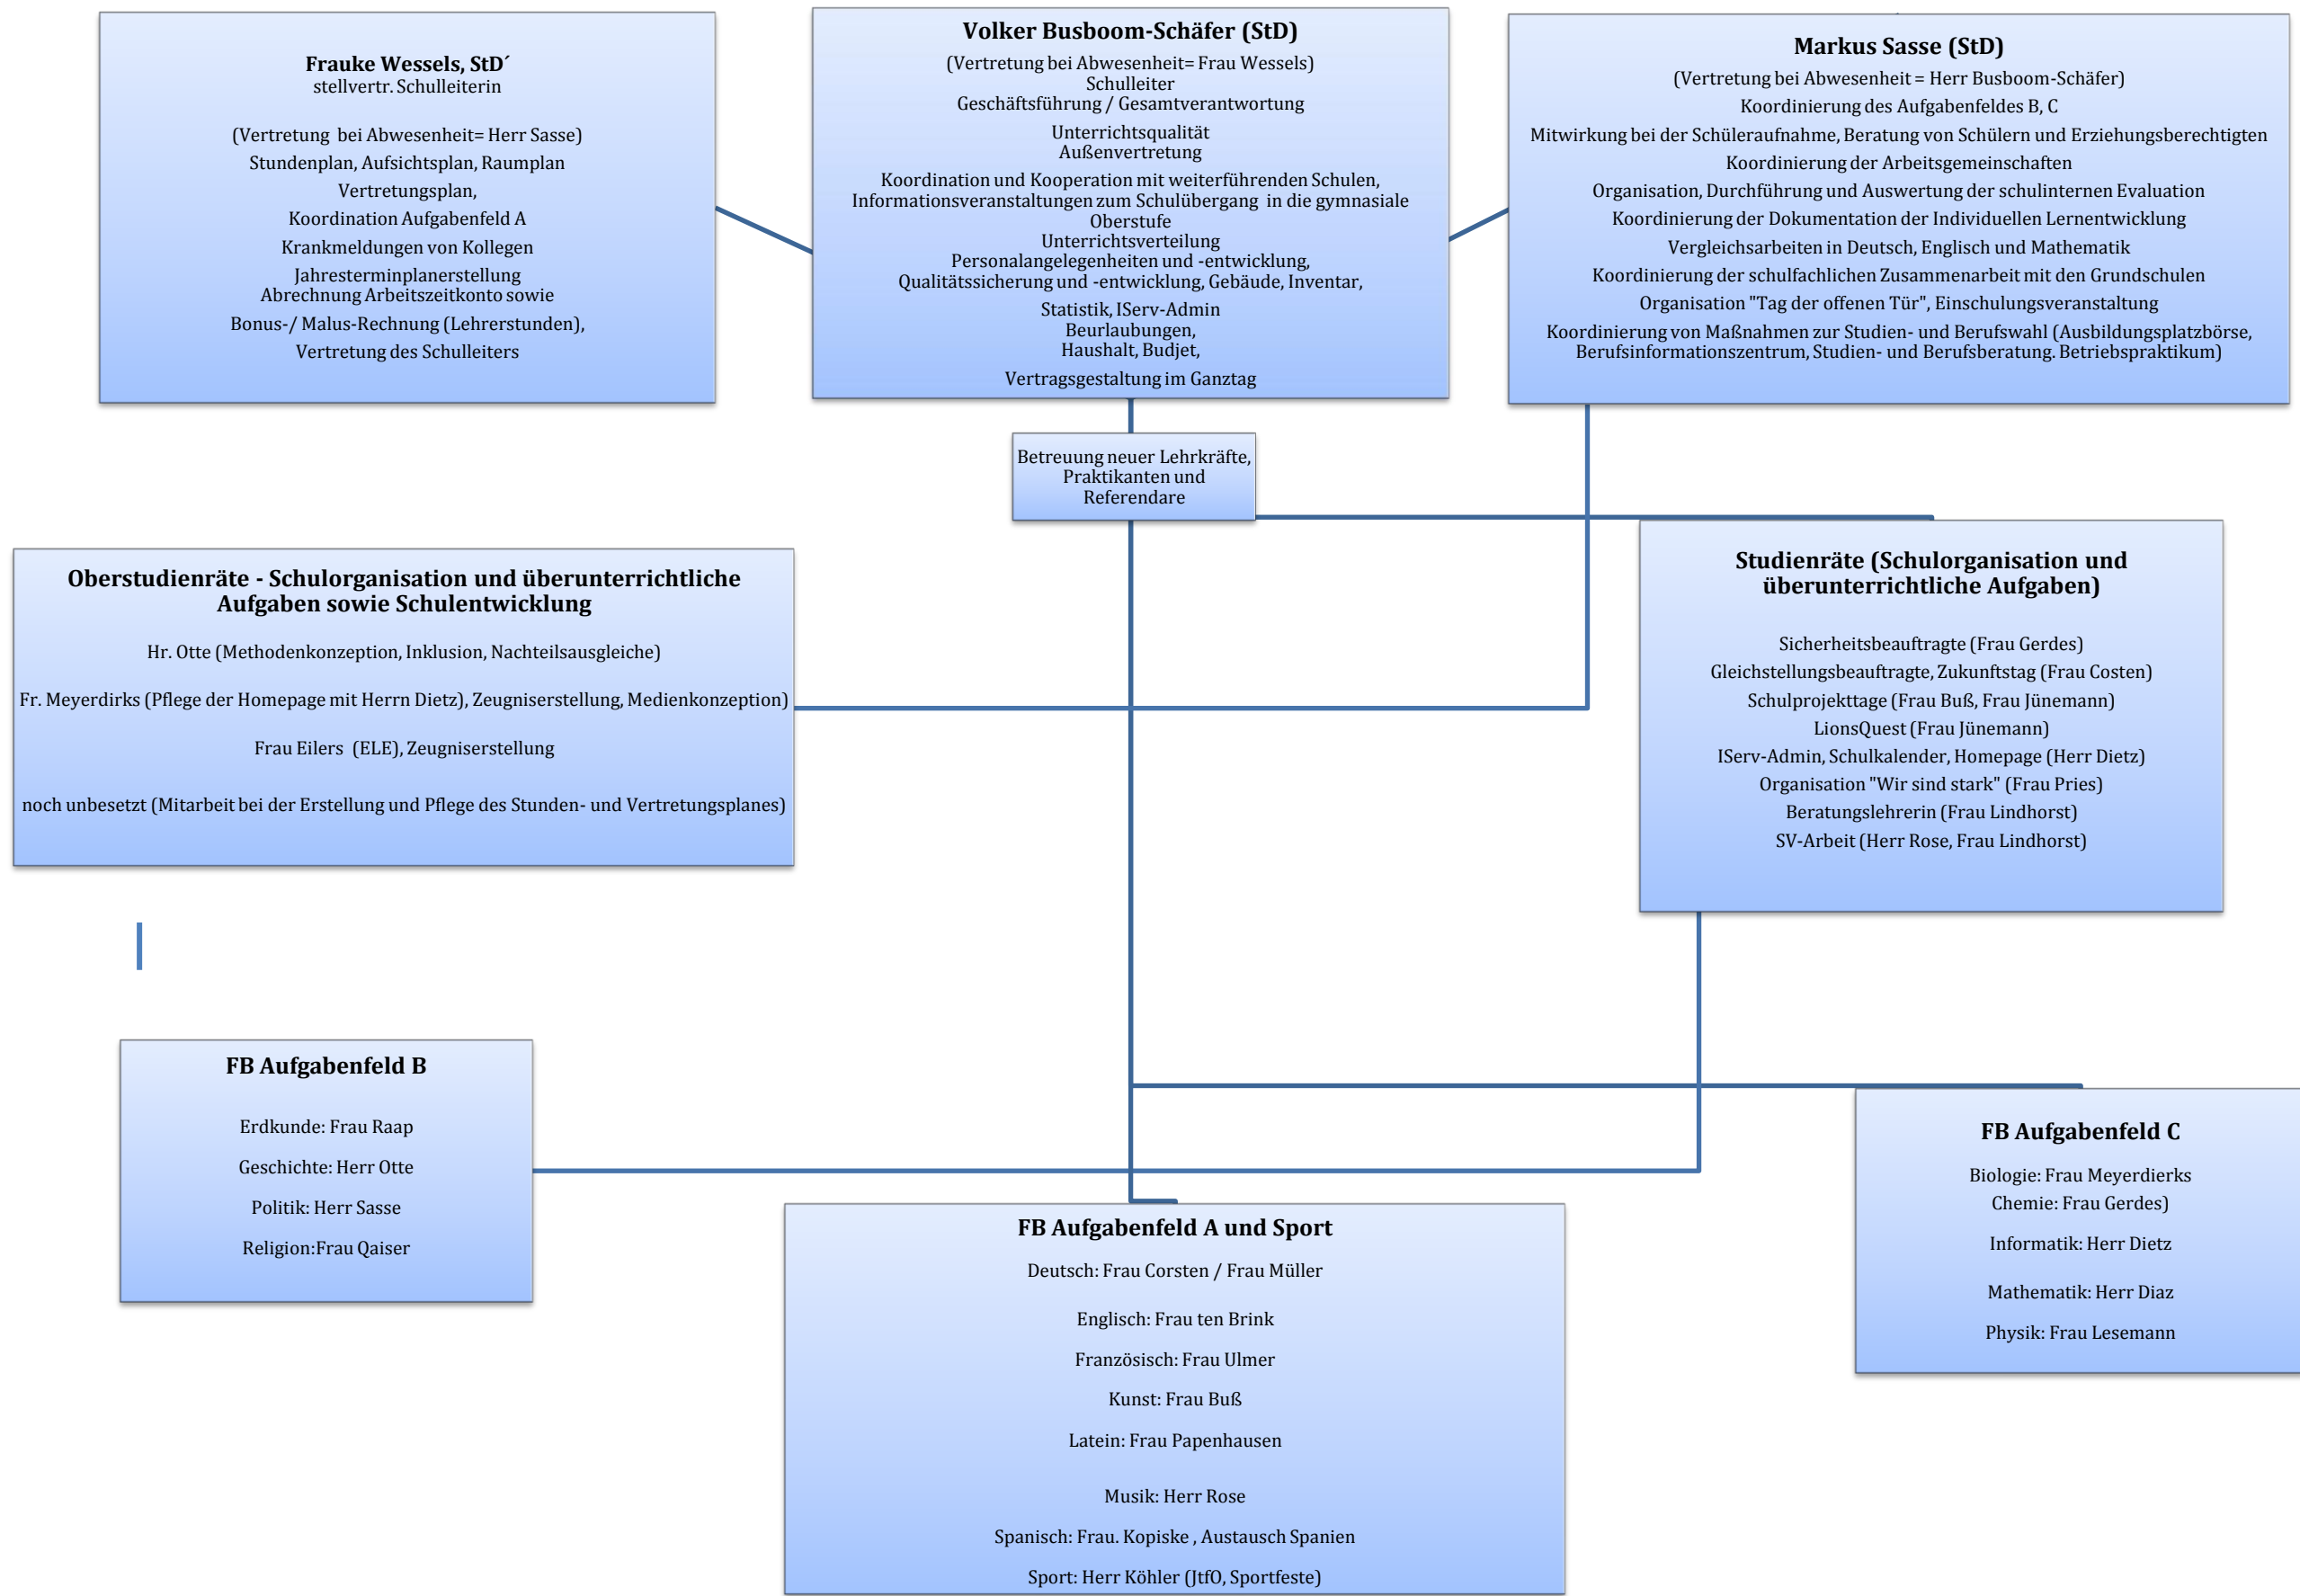 Frauke Wessels, StD´
stellvertr. Schulleiterin
(Vertretung  bei Abwesenheit= Herr Sasse)
Stundenplan, Aufsichtsplan, Raumplan
Vertretungsplan,
Koordination Aufgabenfeld A
Krankmeldungen von Kollegen
Jahresterminplanerstellung
Abrechnung Arbeitszeitkonto sowie
Bonus-/ Malus-Rechnung (Lehrerstunden),
Vertretung des Schulleiters
Volker Busboom-Schäfer (StD)
(Vertretung bei Abwesenheit= Frau Wessels)
Schulleiter
Geschäftsführung / Gesamtverantwortung
Unterrichtsqualität
Außenvertretung
Koordination und Kooperation mit weiterführenden Schulen,
Informationsveranstaltungen zum Schulübergang  in die gymnasiale
Oberstufe
Unterrichtsverteilung
Personalangelegenheiten und -entwicklung,
Qualitätssicherung und -entwicklung, Gebäude, Inventar,
Statistik, IServ-Admin
Beurlaubungen,
Haushalt, Budjet,
Vertragsgestaltung im Ganztag
Markus Sasse (StD)
(Vertretung bei Abwesenheit = Herr Busboom-Schäfer)
Koordinierung des Aufgabenfeldes B, C
Mitwirkung bei der Schüleraufnahme, Beratung von Schülern und Erziehungsberechtigten
Koordinierung der Arbeitsgemeinschaften
Organisation, Durchführung und Auswertung der schulinternen Evaluation
Koordinierung der Dokumentation der Individuellen Lernentwicklung
Vergleichsarbeiten in Deutsch, Englisch und Mathematik
Koordinierung der schulfachlichen Zusammenarbeit mit den Grundschulen
Organisation "Tag der offenen Tür", Einschulungsveranstaltung
Koordinierung von Maßnahmen zur Studien- und Berufswahl (Ausbildungsplatzbörse,
Berufsinformationszentrum, Studien- und Berufsberatung. Betriebspraktikum)
Betreuung neuer Lehrkräfte,
Praktikanten und
Referendare
Oberstudienräte - Schulorganisation und überunterrichtliche
Aufgaben sowie Schulentwicklung
Hr. Otte (Methodenkonzeption, Inklusion, Nachteilsausgleiche)
Fr. Meyerdirks (Pflege der Homepage mit Herrn Dietz), Zeugniserstellung, Medienkonzeption)
Frau Eilers  (ELE), Zeugniserstellung
noch unbesetzt (Mitarbeit bei der Erstellung und Pflege des Stunden- und Vertretungsplanes)
Studienräte (Schulorganisation und
überunterrichtliche Aufgaben)
Sicherheitsbeauftragte (Frau Gerdes)
Gleichstellungsbeauftragte, Zukunftstag (Frau Costen)
Schulprojekttage (Frau Buß, Frau Jünemann)
LionsQuest (Frau Jünemann)
IServ-Admin, Schulkalender, Homepage (Herr Dietz)
Organisation "Wir sind stark" (Frau Pries)
Beratungslehrerin (Frau Lindhorst)
SV-Arbeit (Herr Rose, Frau Lindhorst)
FB Aufgabenfeld B
Erdkunde: Frau Raap
Geschichte: Herr Otte
Politik: Herr Sasse
Religion:Frau Qaiser
FB Aufgabenfeld A und Sport
Deutsch: Frau Corsten / Frau Müller
Englisch: Frau ten Brink
Französisch: Frau Ulmer
Kunst: Frau Buß
Latein: Frau Papenhausen
Musik: Herr Rose
Spanisch: Frau. Kopiske , Austausch Spanien
Sport: Herr Köhler (JtfO, Sportfeste)
FB Aufgabenfeld C
Biologie: Frau Meyerdierks
Chemie: Frau Gerdes)
Informatik: Herr Dietz
Mathematik: Herr Diaz
Physik: Frau Lesemann